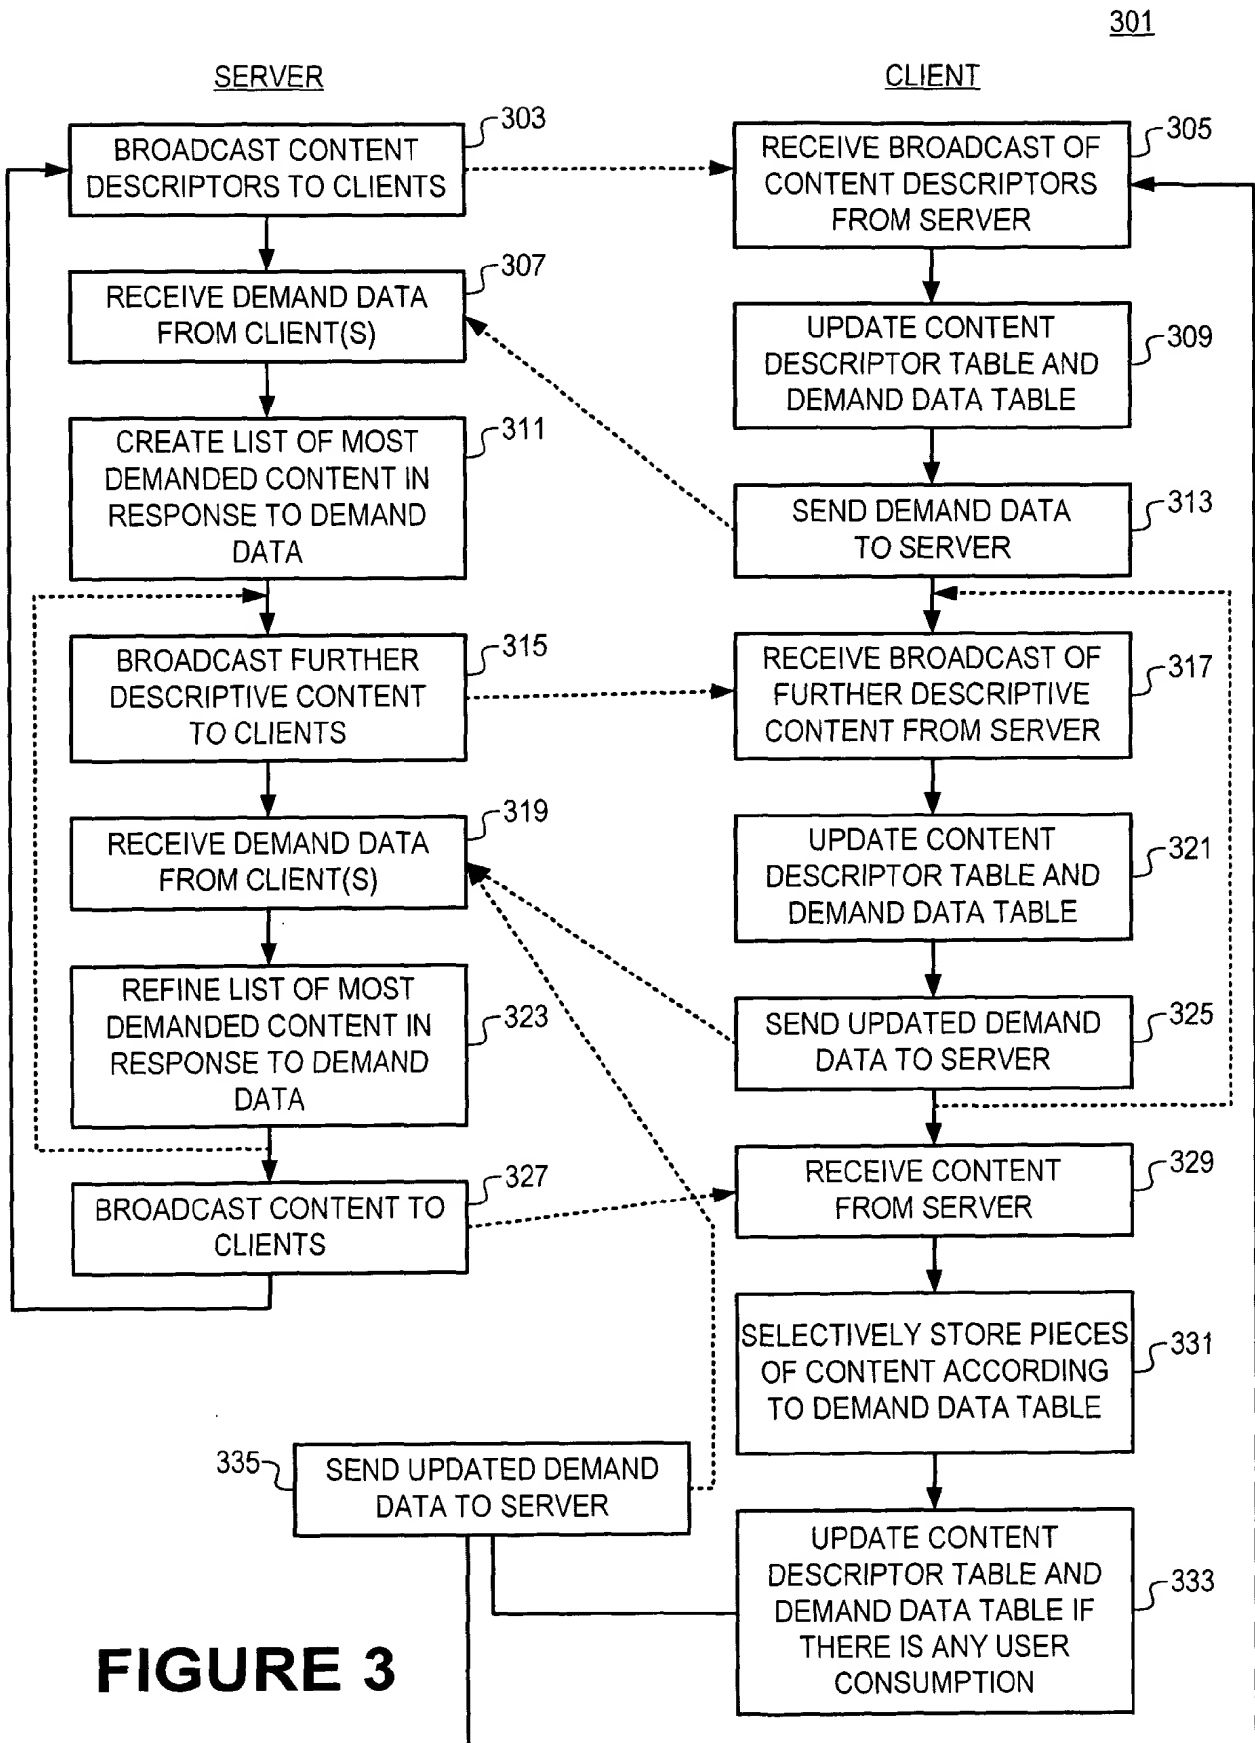 301
SERVER
CLIENT
BROADCAST CONTENT
DESCRIPTORS TO CLIENTS
303
RECEIVE BROADCAST OF
CONTENT DESCRIPTORS
FROM SERVER
305
RECEIVE DEMAND DATA
FROM CLIENT(S)
307
UPDATE CONTENT
DESCRIPTOR TABLE AND
DEMAND DATA TABLE
309
CREATE LIST OF MOST
DEMANDED CONTENT IN
RESPONSE TO DEMAND
DATA
311
SEND DEMAND DATA
TO SERVER
313
BROADCAST FURTHER
DESCRIPTIVE CONTENT
TO CLIENTS
315
RECEIVE BROADCAST OF
FURTHER DESCRIPTIVE
CONTENT FROM SERVER
317
RECEIVE DEMAND DATA
FROM CLIENT(S)
319
UPDATE CONTENT
DESCRIPTOR TABLE AND
DEMAND DATA TABLE
321
REFINE LIST OF MOST
DEMANDED CONTENT IN
RESPONSE TO DEMAND
DATA
323
SEND UPDATED DEMAND
DATA TO SERVER
325
BROADCAST CONTENT TO
CLIENTS
327
RECEIVE CONTENT
FROM SERVER
329
SELECTIVELY STORE PIECES
OF CONTENT ACCORDING
TO DEMAND DATA TABLE
331
335
SEND UPDATED DEMAND
DATA TO SERVER
UPDATE CONTENT
DESCRIPTOR TABLE AND
DEMAND DATA TABLE IF
THERE IS ANY USER
CONSUMPTION
333
FIGURE 3